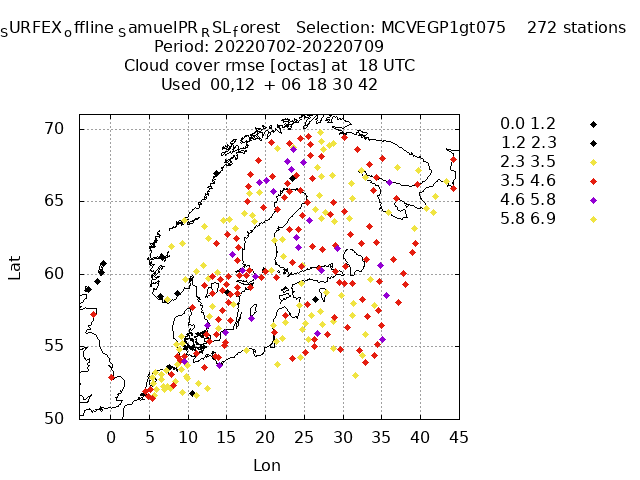 SURFEXoffline SamuelPRRSLforest Selection: MCVEGP1gt075 272 stations
Period: 20220702-20220709
Cloud cover rmse [octas] at 18 UTC
Used 00,12 + 06 18 30 42
0.0 1.2
1.2 2.3
2.3 3.5
3.5 4.6
4.6 5.8
5.8 6.9
70
65
60
55
50
Lat
0 5 10 15 20 25 30 35 40 45
Lon